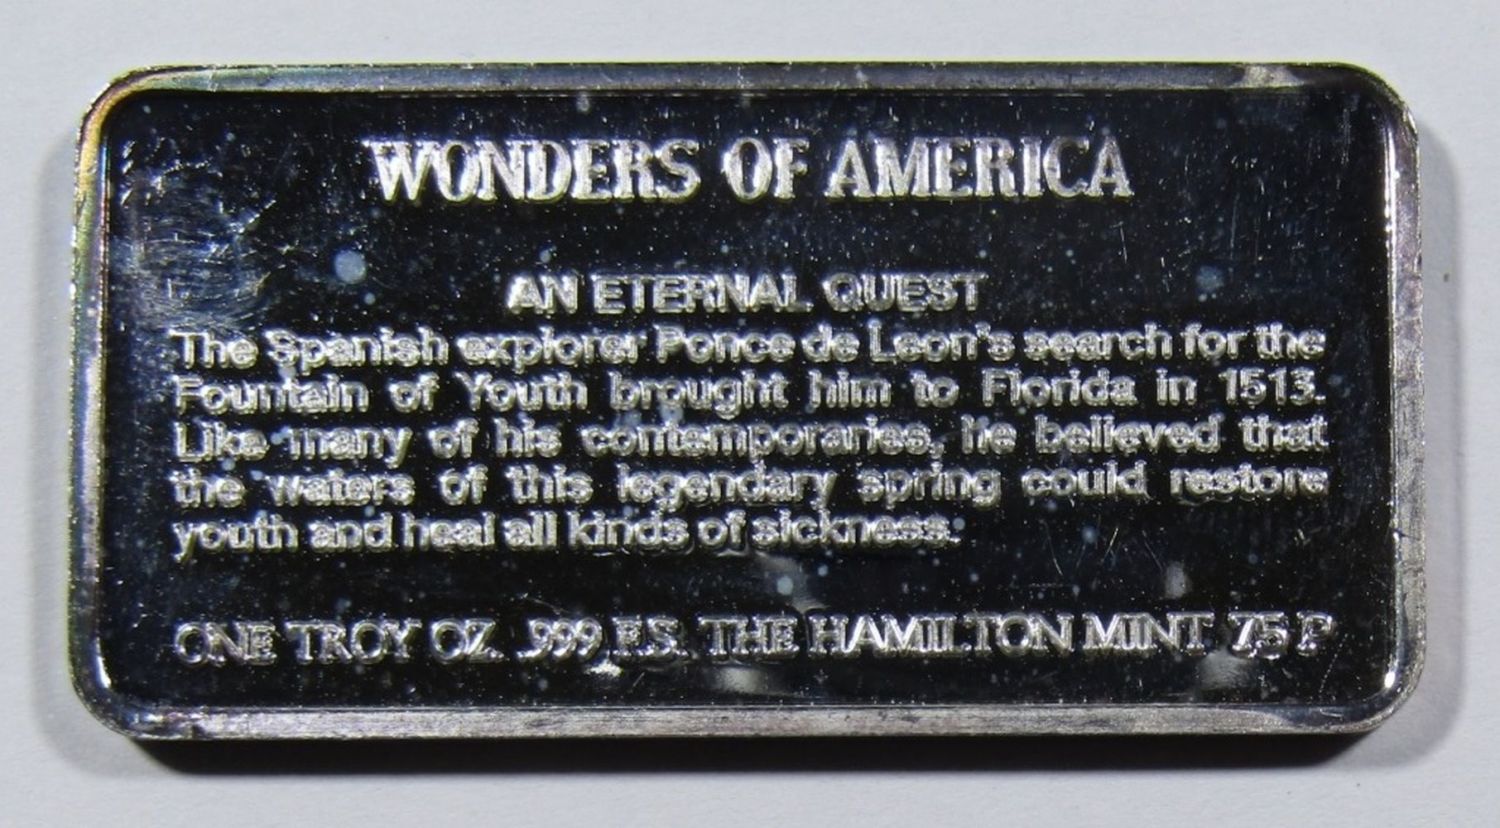 WONDERS OF AMERICA
AN ETERNAL QUEST
The Spanish explorer Ponce de Leon's search for the
Fountain of Youth brought him to Florida in 1513.
Like many of his contemporaries, he believed that
the waters of this legendary spring could restore
youth and heal all kinds of sickness.
ONE TROY OZ. .999 F.S. THE HAMILTON MINT 75 P